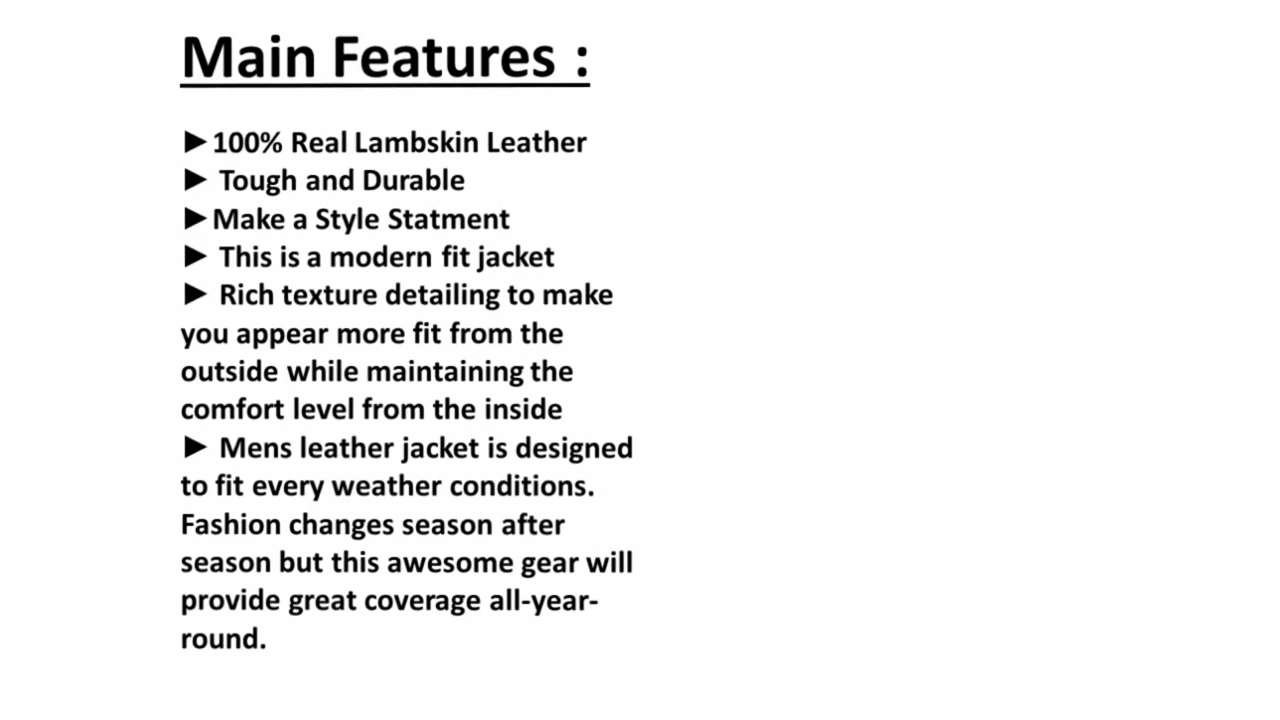 Main Features :
►100% Real Lambskin Leather
► Tough and Durable
►Make a Style Statment
► This is a modern fit jacket
► Rich texture detailing to make
you appear more fit from the
outside while maintaining the
comfort level from the inside
► Mens leather jacket is designed
to fit every weather conditions.
Fashion changes season after
season but this awesome gear will
provide great coverage all-year-
round.